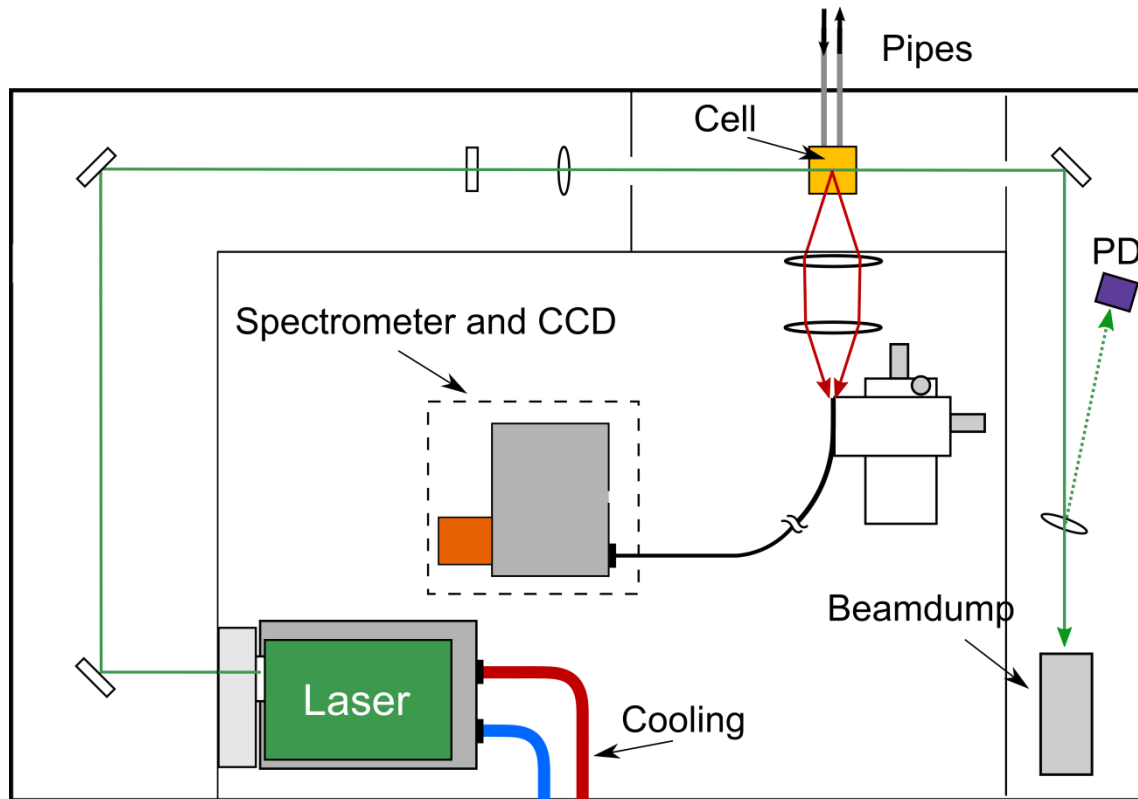 Pipes
Cell
PD
Spectrometer and CCD
Beamdump
Laser
Cooling